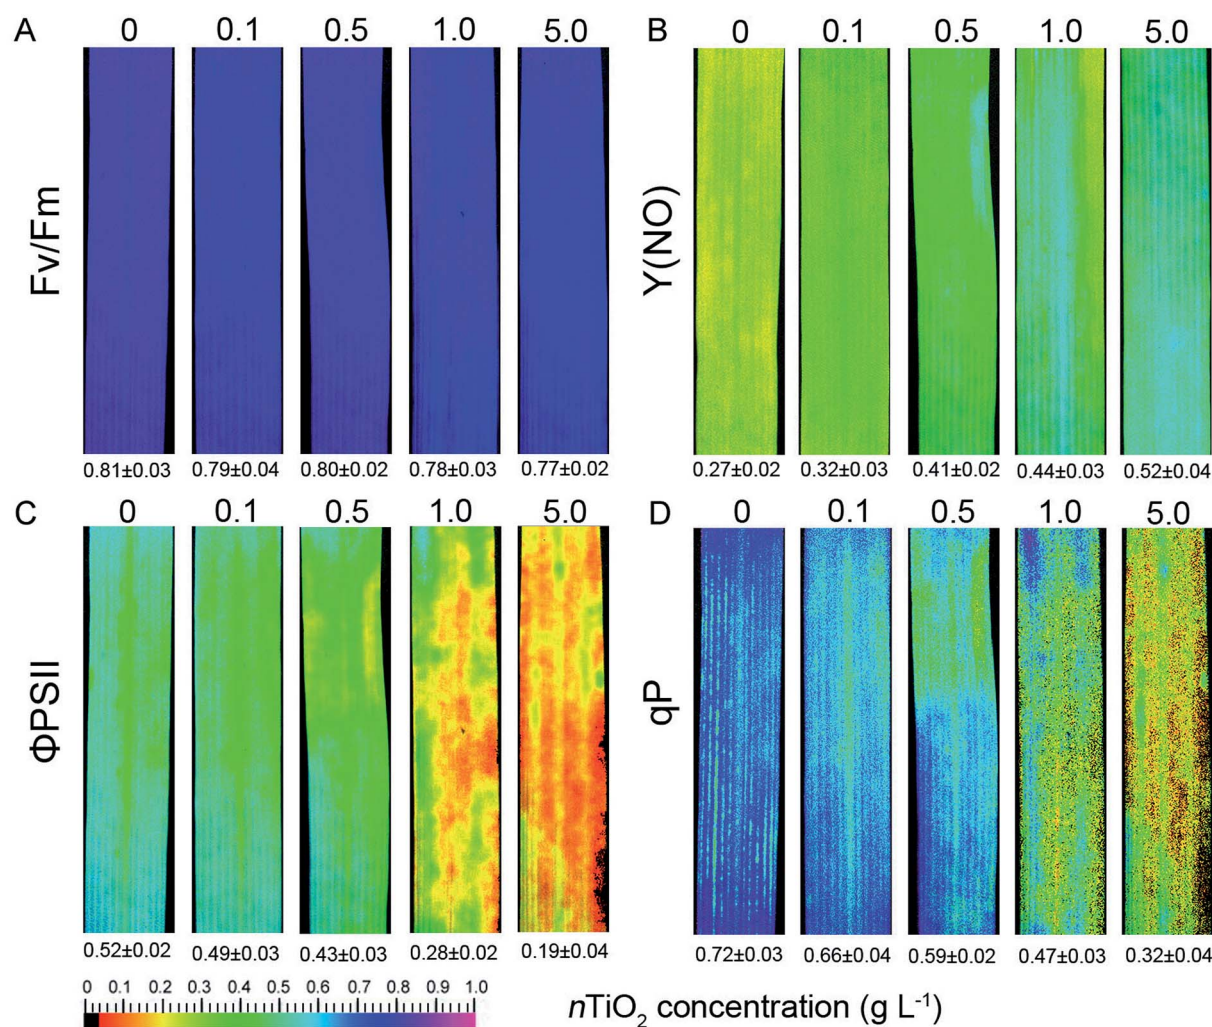 A
0 0.1 0.5 1.0 5.0
Fv/Fm
0.81±0.03 0.79±0.04 0.80±0.02 0.78±0.03 0.77±0.02
B
0 0.1 0.5 1.0 5.0
Y(NO)
0.27±0.02 0.32±0.03 0.41±0.02 0.44±0.03 0.52±0.04
C
0 0.1 0.5 1.0 5.0
ΦPSII
0.52±0.02 0.49±0.03 0.43±0.03 0.28±0.02 0.19±0.04
D
0 0.1 0.5 1.0 5.0
qP
0.72±0.03 0.66±0.04 0.59±0.02 0.47±0.03 0.32±0.04
0 0.1 0.2 0.3 0.4 0.5 0.6 0.7 0.8 0.9 1.0
nTiO₂ concentration (g L⁻¹)